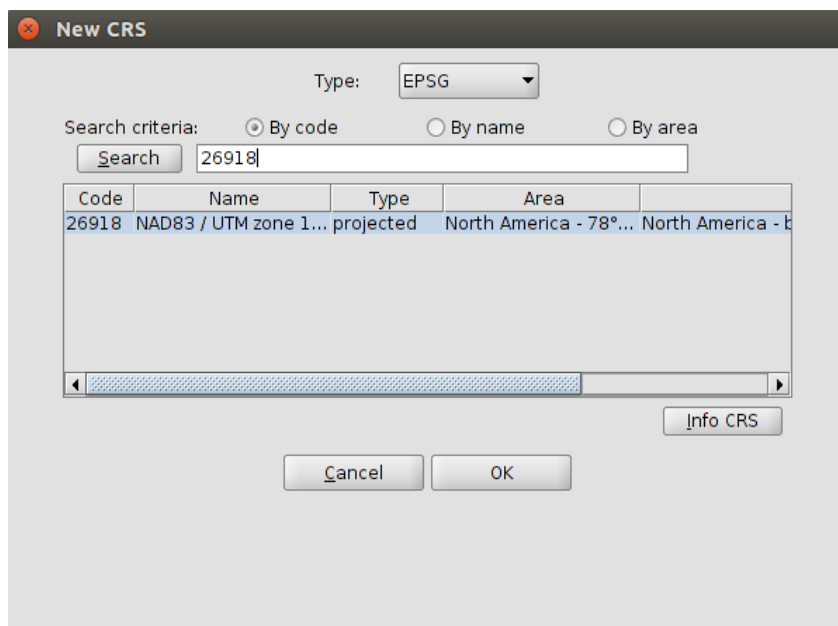 New CRS
Type: EPSG
Search criteria: By code By name By area
Search 26918
Code Name Type Area
26918 NAD83 / UTM zone 1... projected North America - 78°... North America - b
Info CRS
Cancel OK